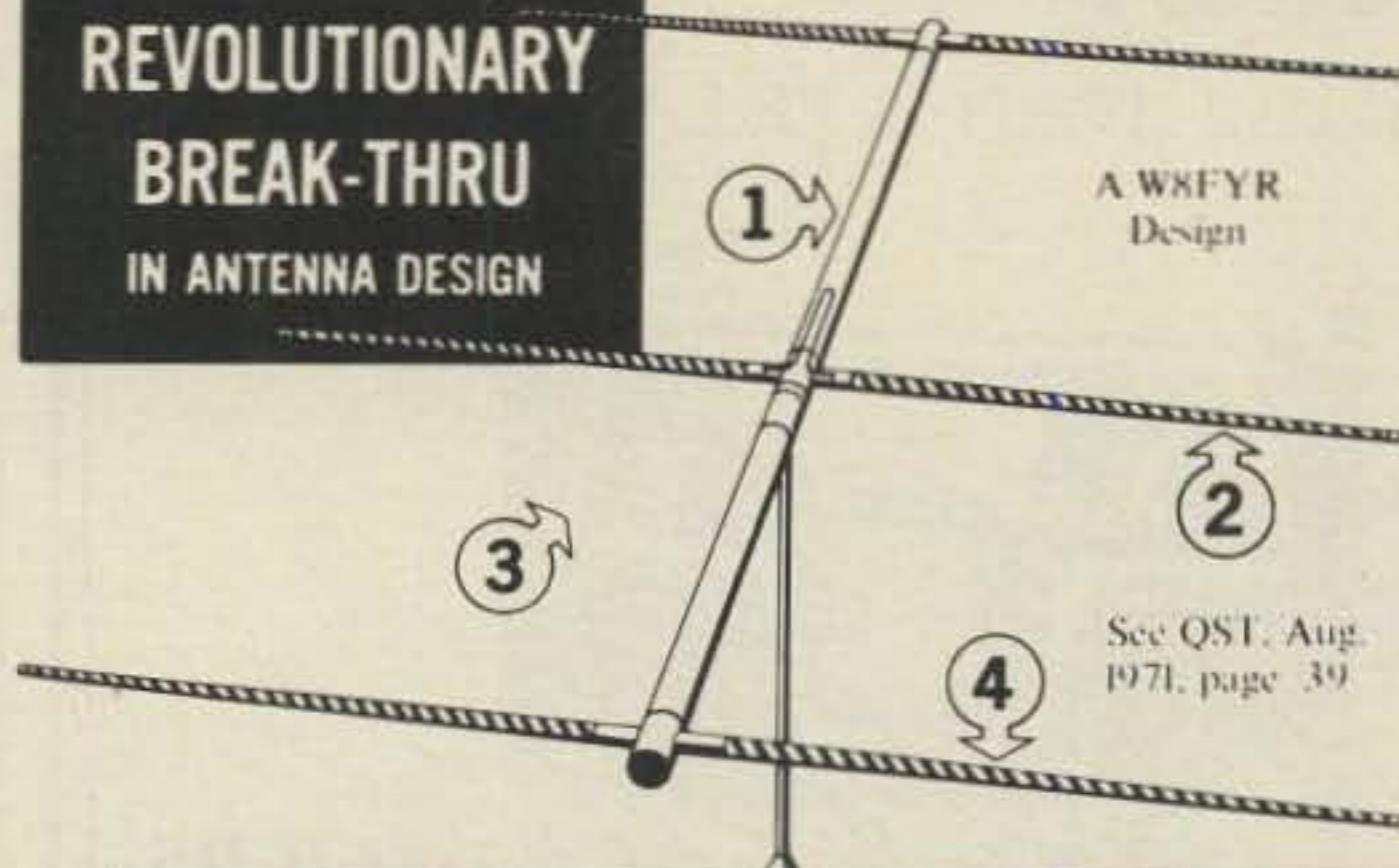 REVOLUTIONARY
BREAK-THRU
IN ANTENNA DESIGN
1
A W8FYR
Design
2
3
See QST, Aug.
1971, page 39
4